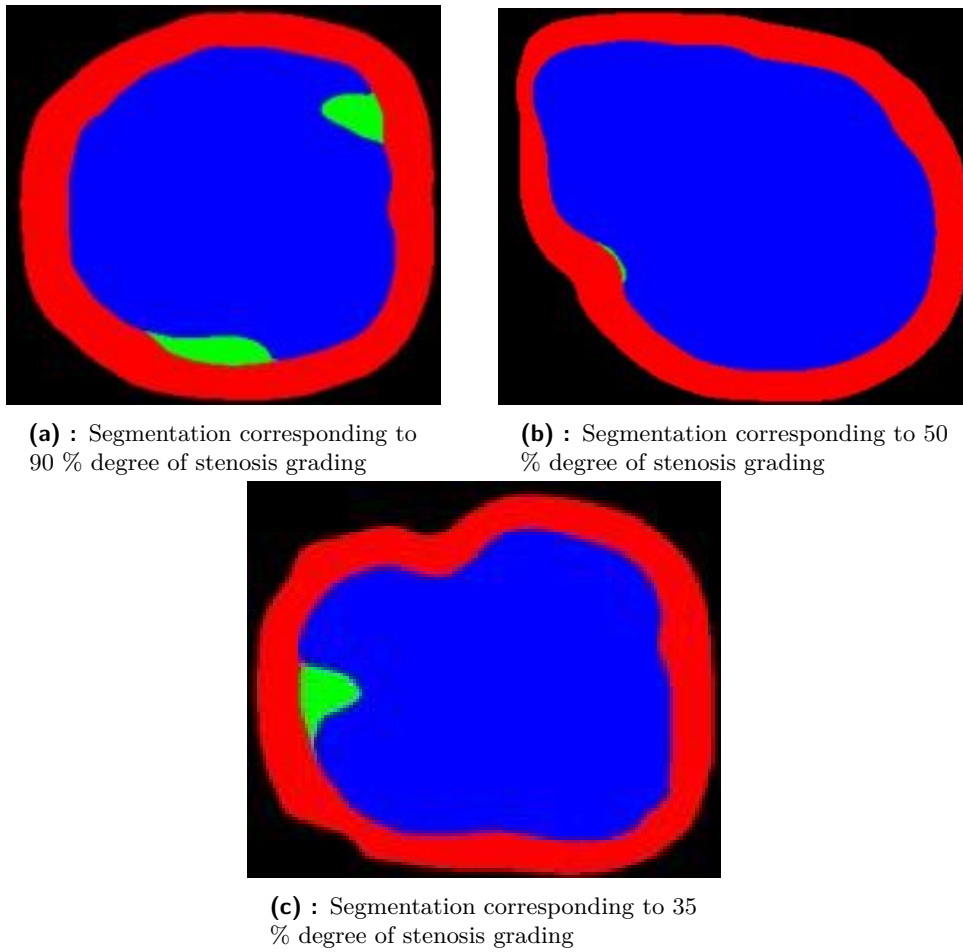 (a) : Segmentation corresponding to
90 % degree of stenosis grading
(b) : Segmentation corresponding to 50
% degree of stenosis grading
(c) : Segmentation corresponding to 35
% degree of stenosis grading